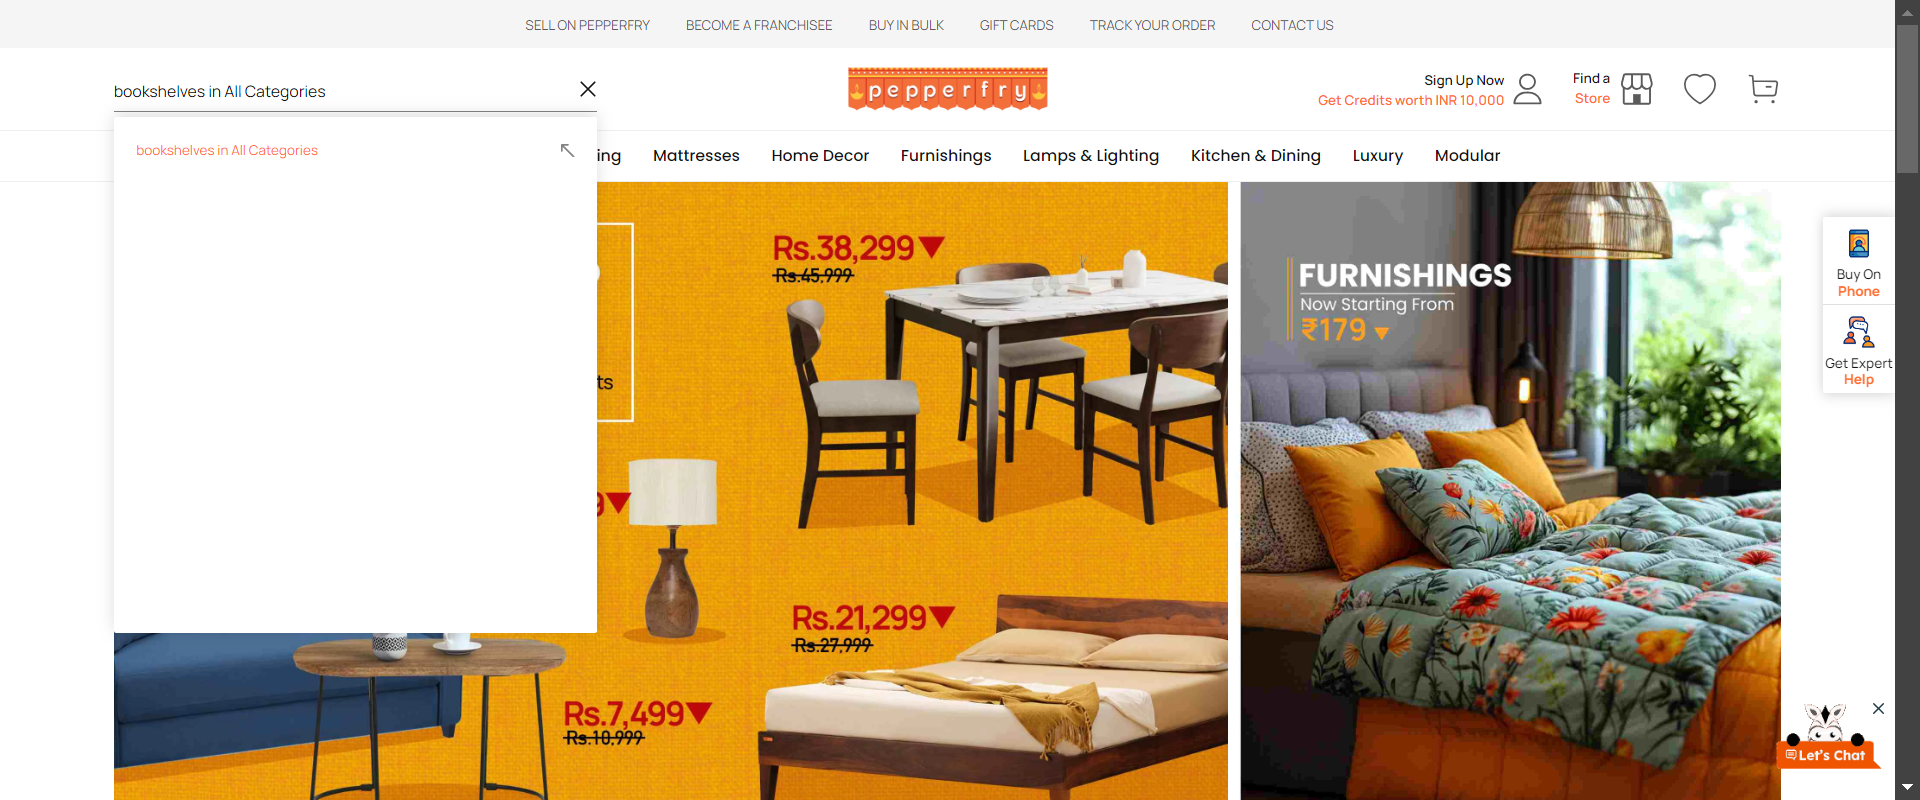 SELL ON PEPPERFRY BECOME A FRANCHISEE BUY IN BULK GIFT CARDS TRACK YOUR ORDER CONTACT US
bookshelves in All Categories
pepperfry
Sign Up Now
Get Credits worth INR 10,000
Find a
Store
bookshelves in All Categories
ing Mattresses Home Decor Furnishings Lamps & Lighting Kitchen & Dining Luxury Modular
Rs.38,299
Rs.45,999
ts
9
Rs.21,299
Rs.27,999
Rs.7,499
Rs.10,999
FURNISHINGS
Now Starting From
₹179
Buy On
Phone
Get Expert
Help
Let's Chat